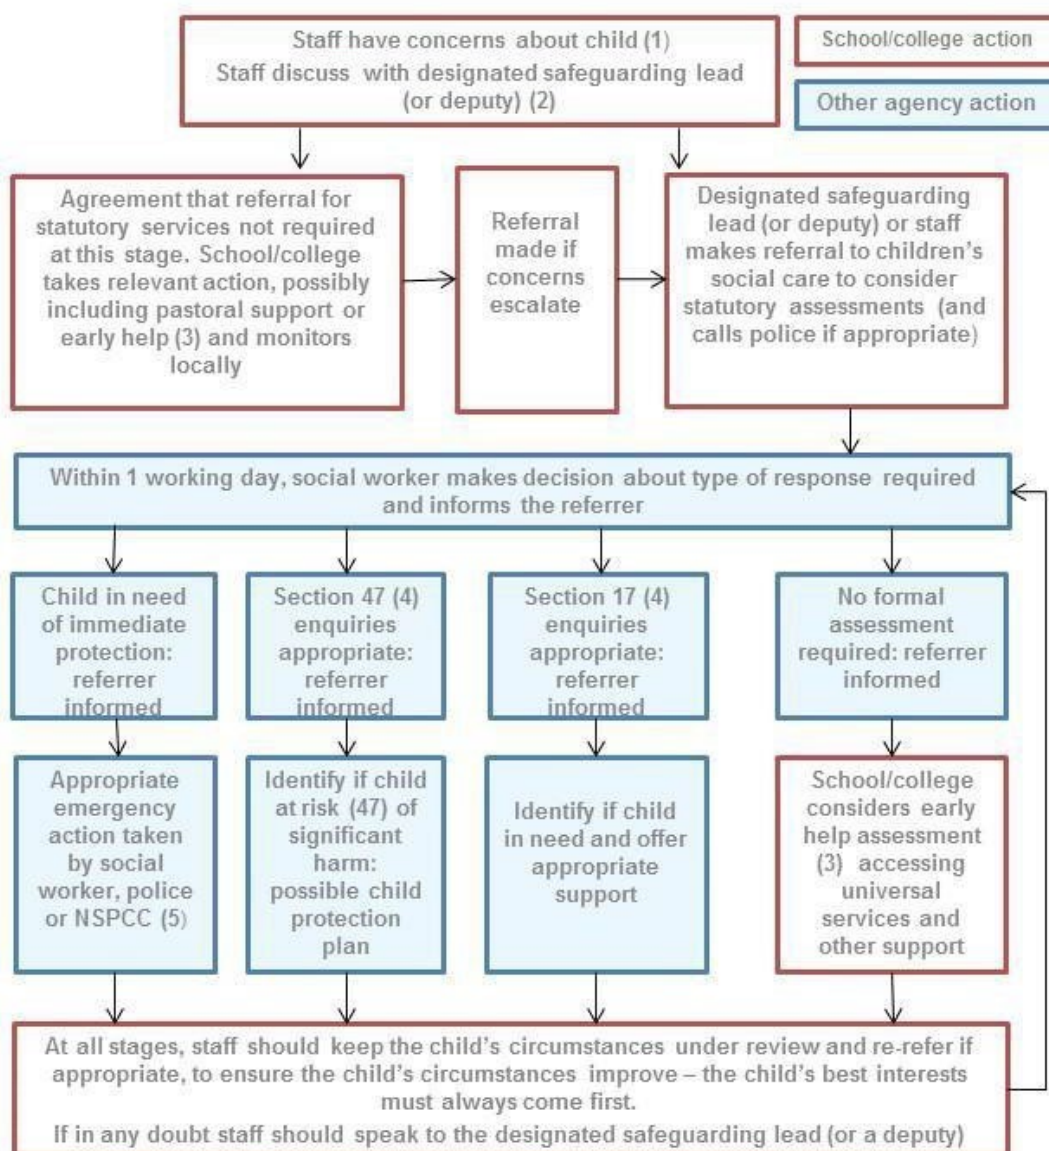 Staff have concerns about child (1)
Staff discuss with designated safeguarding lead
(or deputy) (2)
School/college action
Other agency action
Agreement that referral for
statutory services not required
at this stage. School/college
takes relevant action, possibly
including pastoral support or
early help (3) and monitors
locally
Referral
made if
concerns
escalate
Designated safeguarding
lead (or deputy) or staff
makes referral to children's
social care to consider
statutory assessments (and
calls police if appropriate)
Within 1 working day, social worker makes decision about type of response required
and informs the referrer
Child in need
of immediate
protection:
referrer
informed
Section 47 (4)
enquiries
appropriate:
referrer
informed
Section 17 (4)
enquiries
appropriate:
referrer
informed
No formal
assessment
required: referrer
informed
Appropriate
emergency
action taken
by social
worker, police
or NSPCC (5)
Identify if child
at risk (47) of
significant
harm:
possible child
protection
plan
Identify if child
in need and offer
appropriate
support
School/college
considers early
help assessment
(3) accessing
universal
services and
other support
At all stages, staff should keep the child's circumstances under review and re-refer if
appropriate, to ensure the child's circumstances improve – the child's best interests
must always come first.
If in any doubt staff should speak to the designated safeguarding lead (or a deputy)